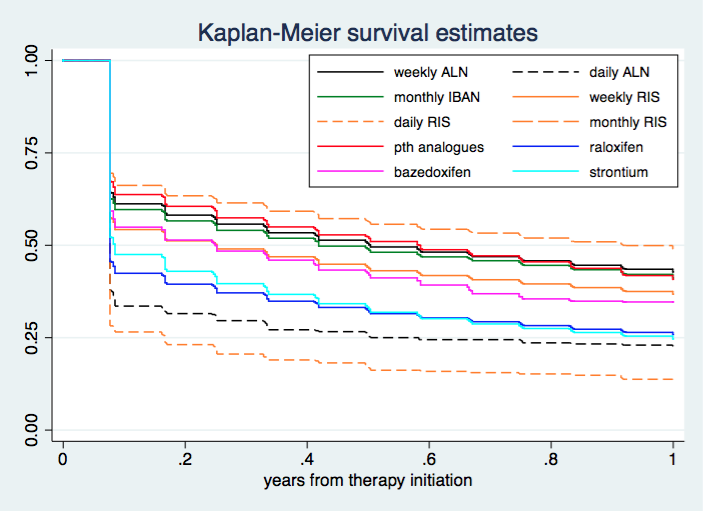 Kaplan-Meier survival estimates
weekly ALN
daily ALN
monthly IBAN
weekly RIS
daily RIS
monthly RIS
pth analogues
raloxifen
bazedoxifen
strontium
1.00
0.75
0.50
0.25
0.00
0 .2 .4 .6 .8 1
years from therapy initiation